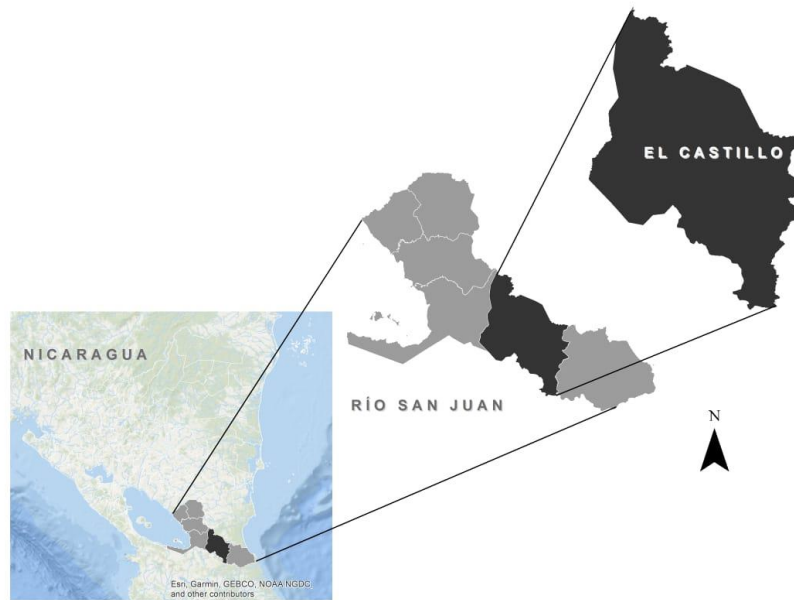 EL CASTILLO
NICARAGUA
RÍO SAN JUAN
N
Esri, Garmin, GEBCO, NOAA NGDC
and other contributors